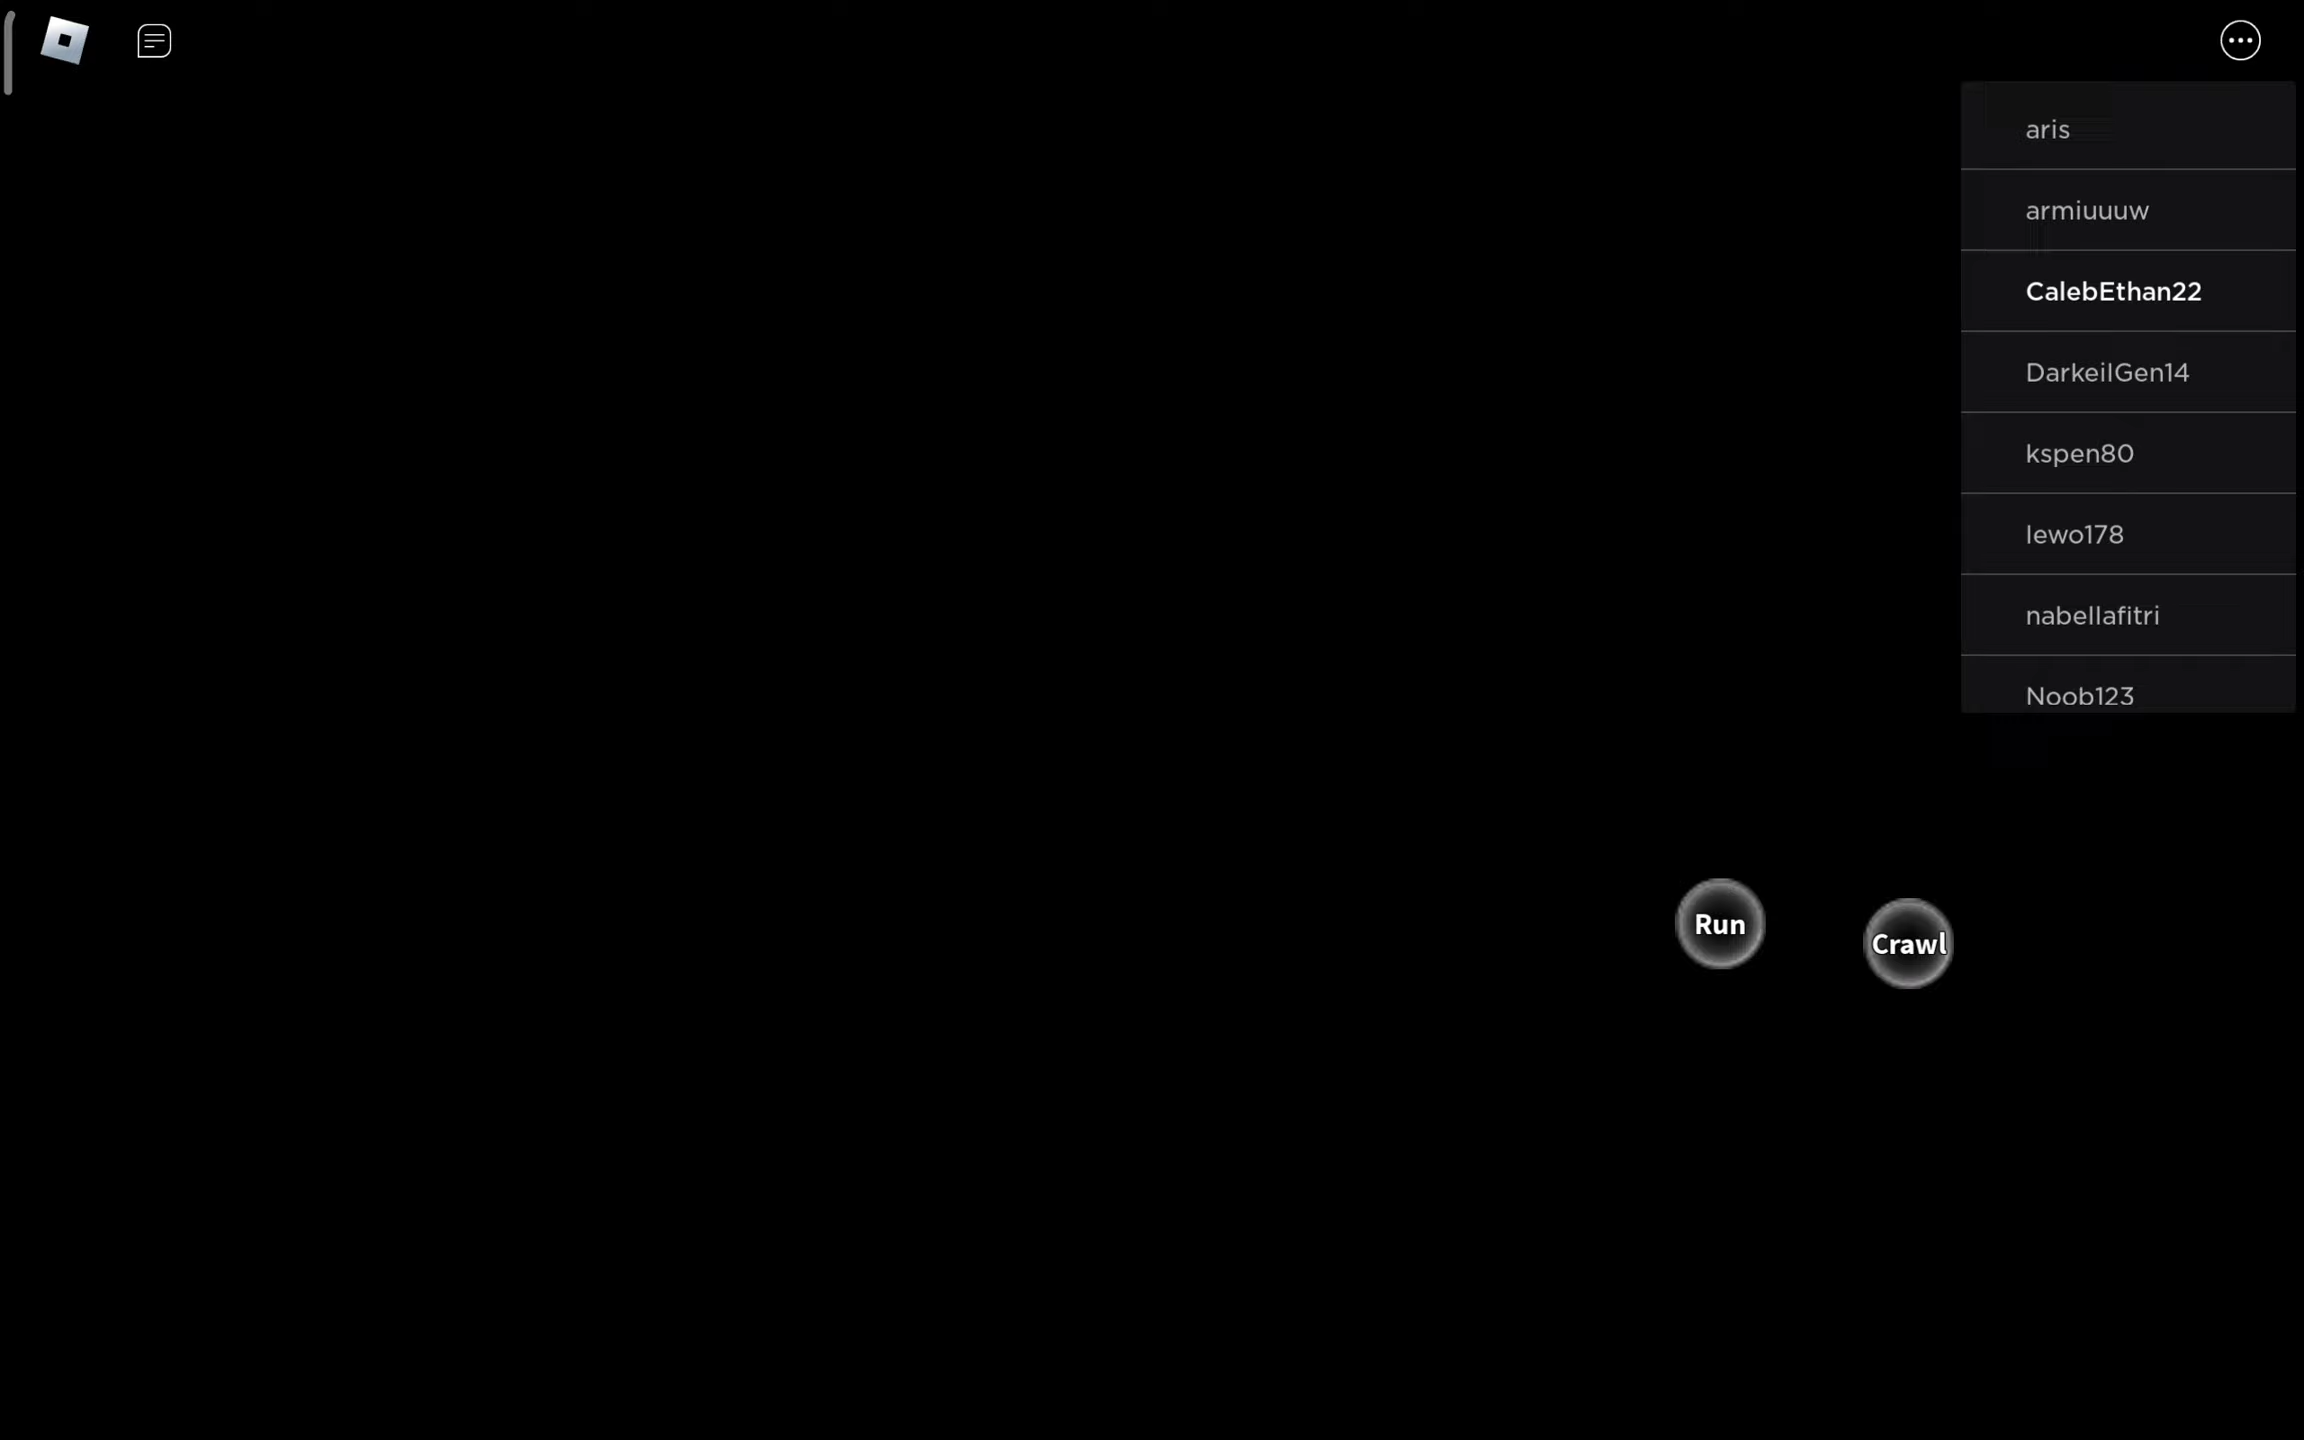 aris
armiuuuw
CalebEthan22
DarkeilGen14
kspen80
lewo178
nabellafitri
Noob123
Run
Crawl